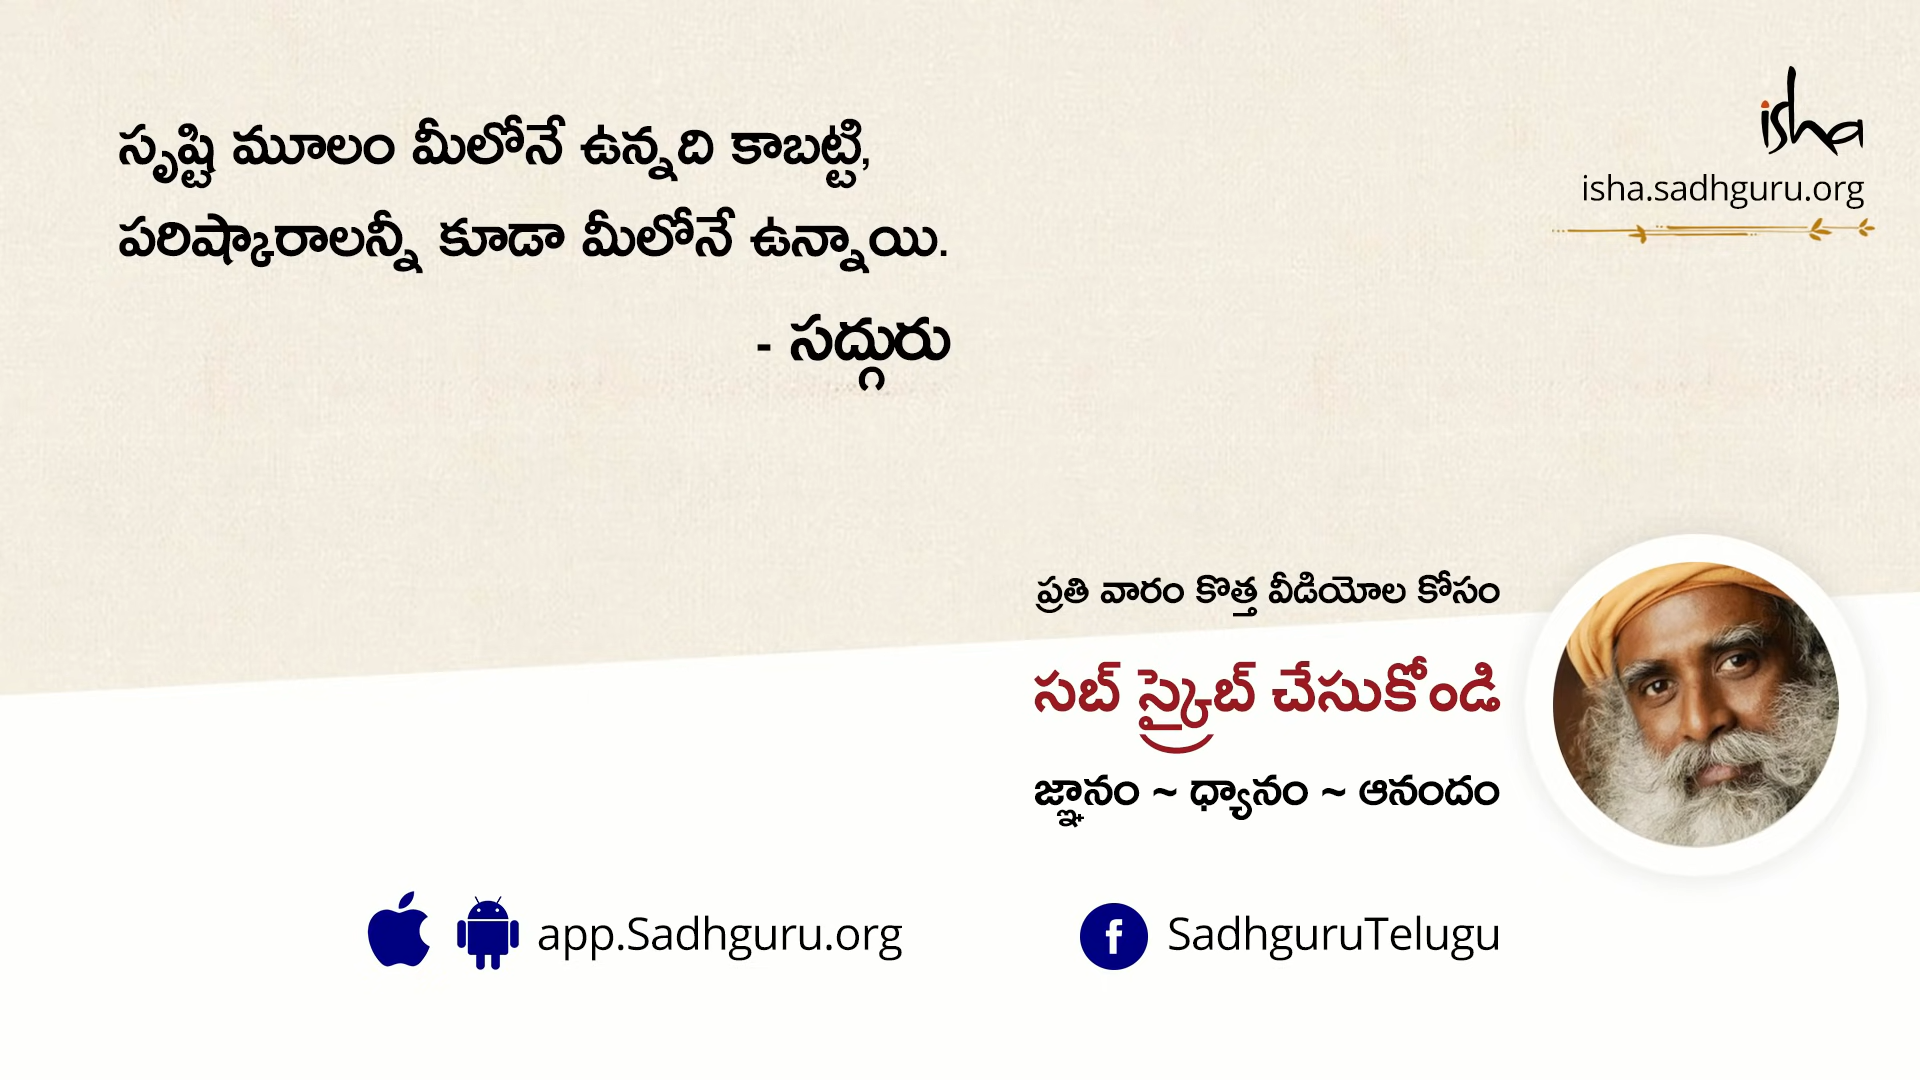 సృష్టి మూలం మీలోనే ఉన్నది కాబట్టి,
పరిష్కారాలన్నీ కూడా మీలోనే ఉన్నాయి.
- సద్గురు
isha
isha.sadhguru.org
ప్రతి వారం కొత్త వీడియోల కోసం
సబ్ స్క్రైబ్ చేసుకోండి
జ్ఞానం ~ ధ్యానం ~ ఆనందం
app.Sadhguru.org
SadhguruTelugu